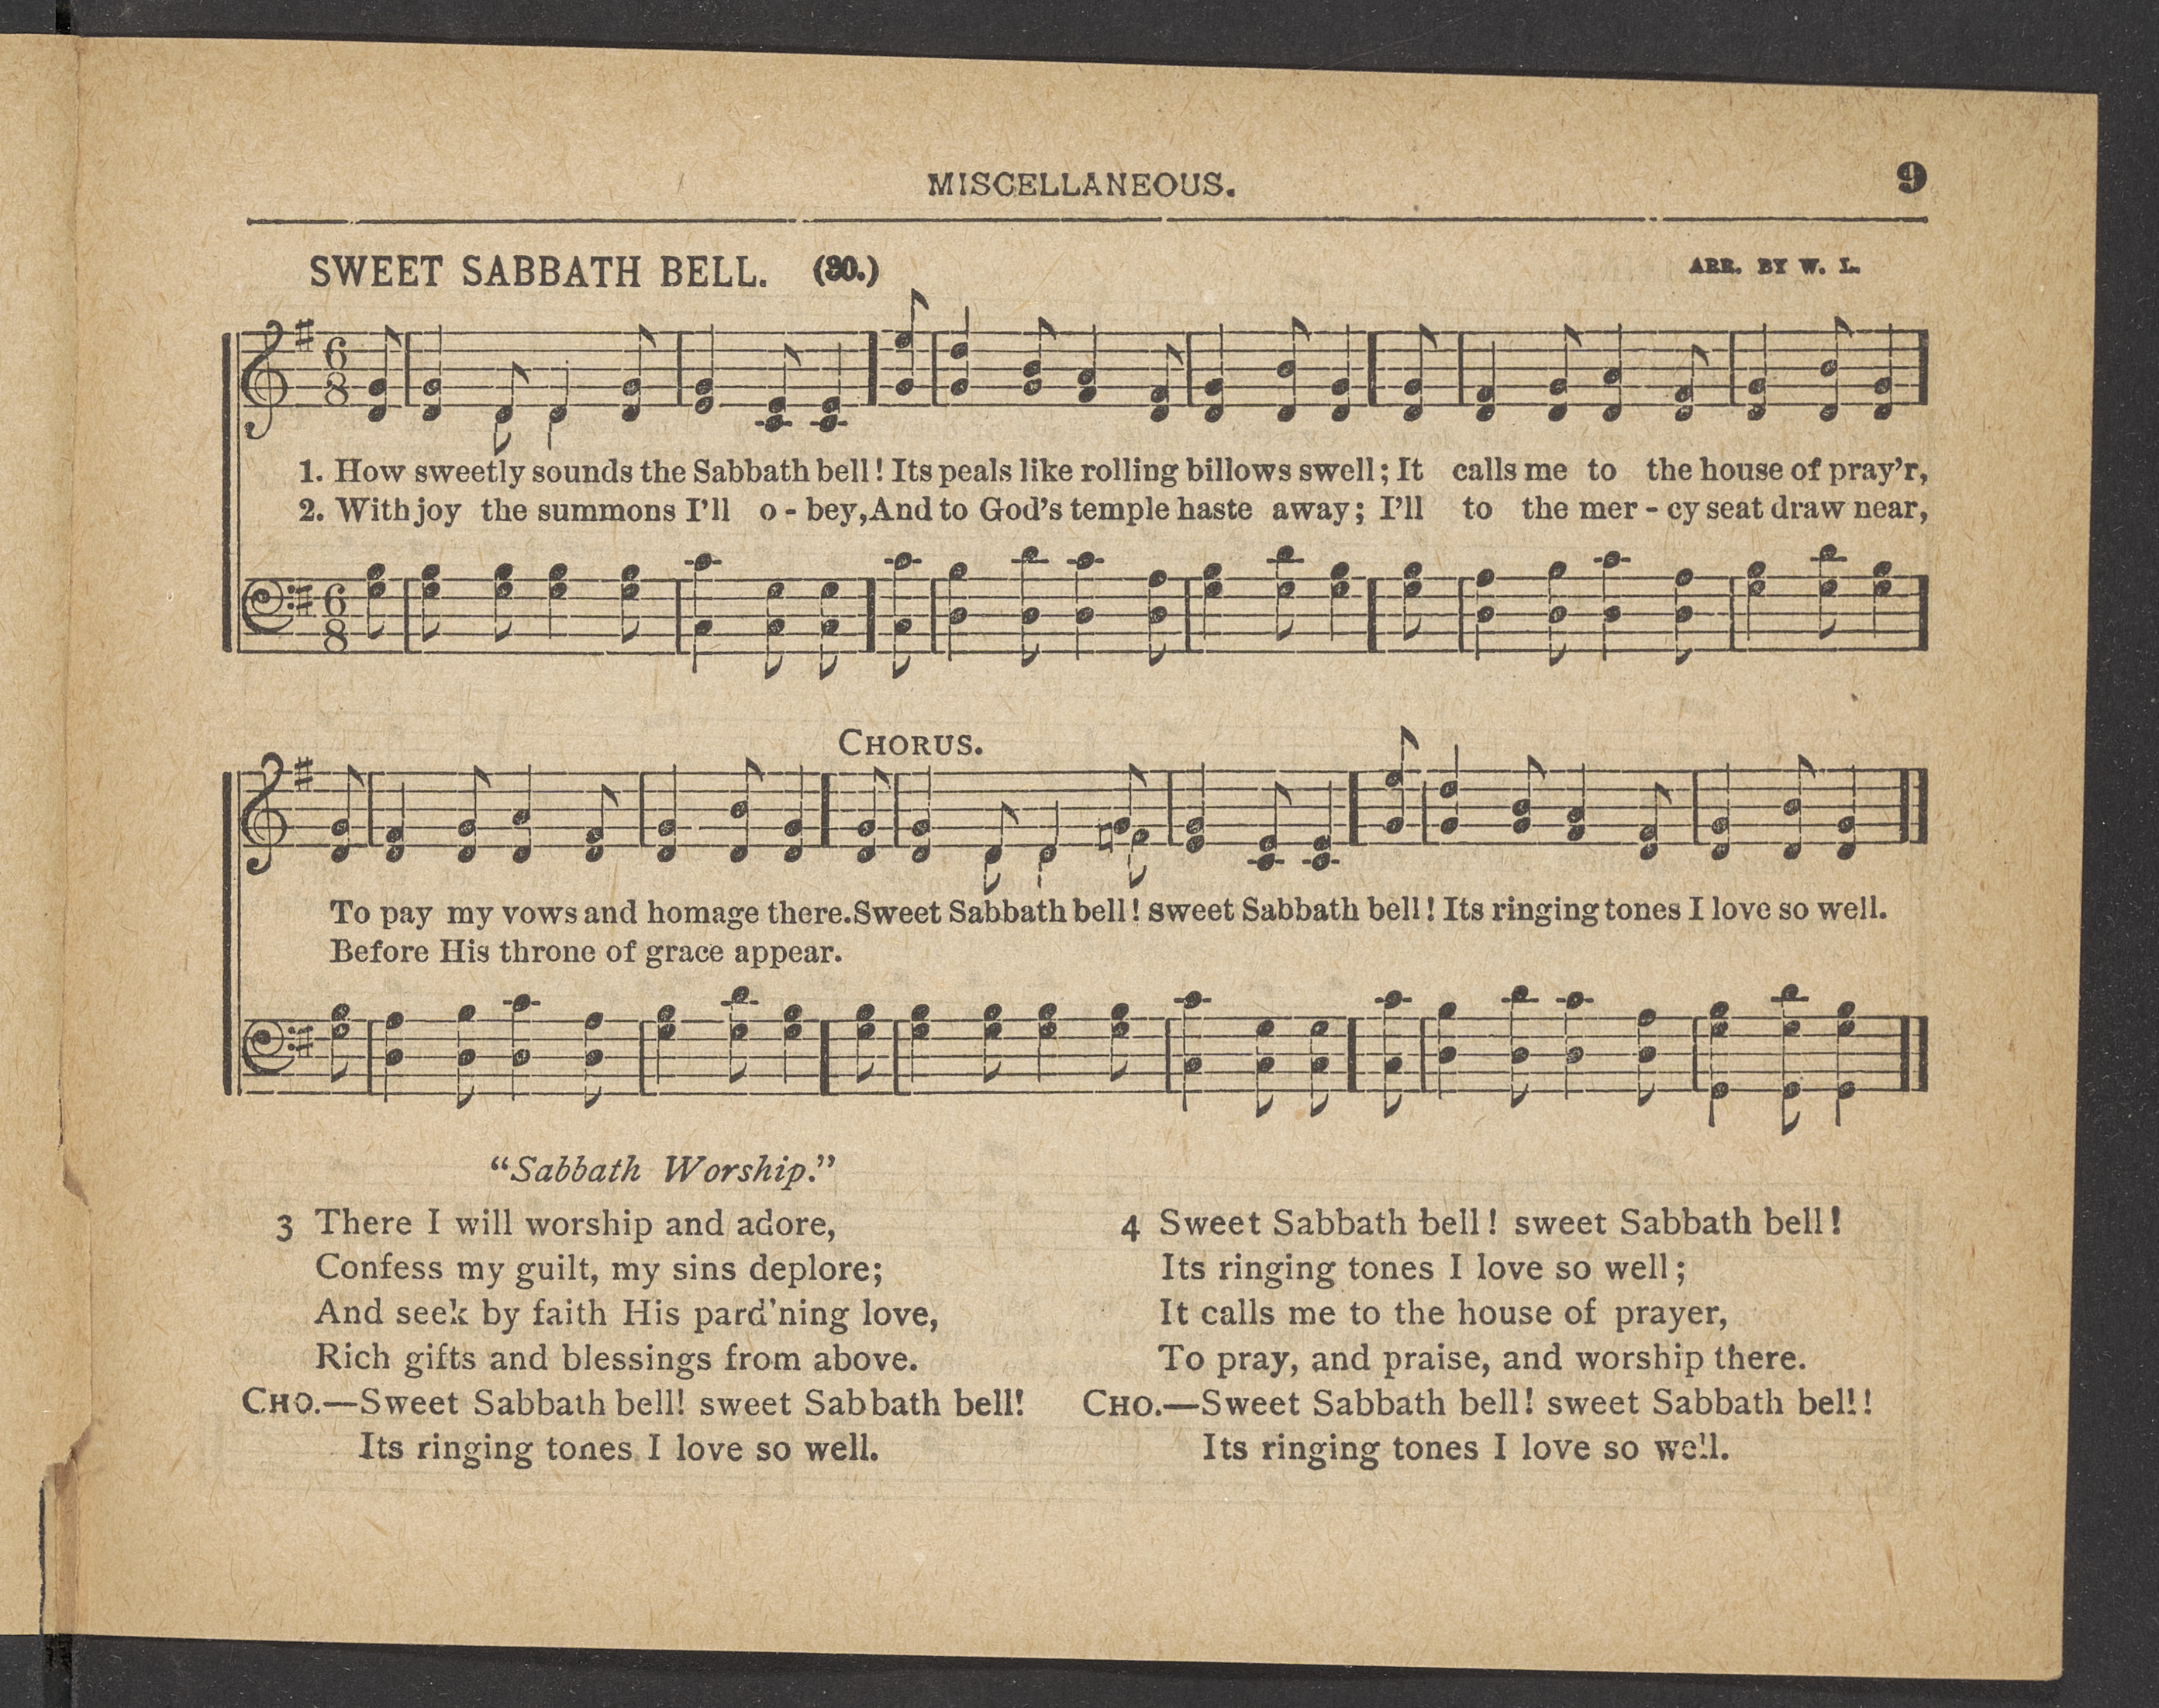 MISCELLANEOUS.
9
SWEET SABBATH BELL. (30.)
ARR. BY W. L.
1. How sweetly sounds the Sabbath bell! Its peals like rolling billows swell; It calls me to the house of pray'r,
2. With joy the summons I'll o-bey, And to God's temple haste away; I'll to the mer-cy seat draw near,
CHORUS.
To pay my vows and homage there. Sweet Sabbath bell! sweet Sabbath bell! Its ringing tones I love so well.
Before His throne of grace appear.
"Sabbath Worship."
3 There I will worship and adore,
Confess my guilt, my sins deplore;
And seek by faith His pard'ning love,
Rich gifts and blessings from above.
CHO.—Sweet Sabbath bell! sweet Sabbath bell!
Its ringing tones I love so well.
4 Sweet Sabbath bell! sweet Sabbath bell!
Its ringing tones I love so well;
It calls me to the house of prayer,
To pray, and praise, and worship there.
CHO.—Sweet Sabbath bell! sweet Sabbath bell!
Its ringing tones I love so well.